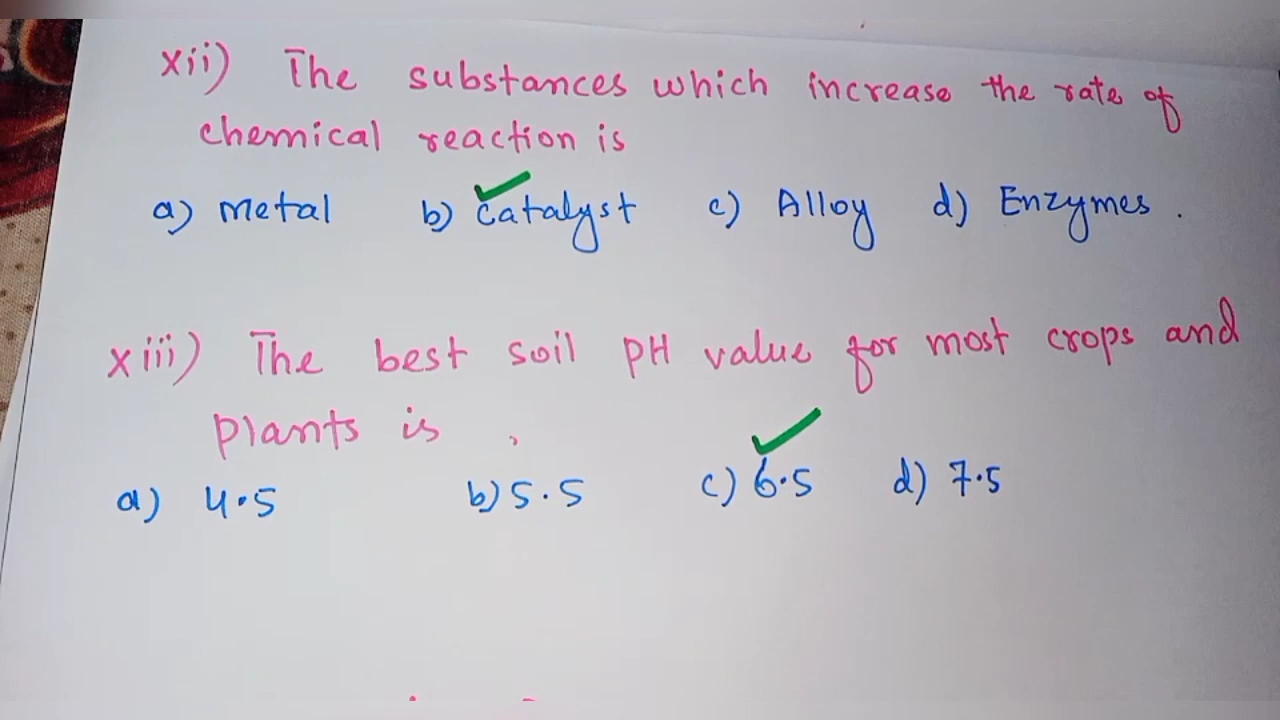 xii) The substances which increase the rate of
chemical reaction is
a) Metal b) Catalyst c) Alloy d) Enzymes .
xiii) The best soil PH value for most crops and
plants is .
a) 4.5 b) 5.5 c) 6.5 d) 7.5